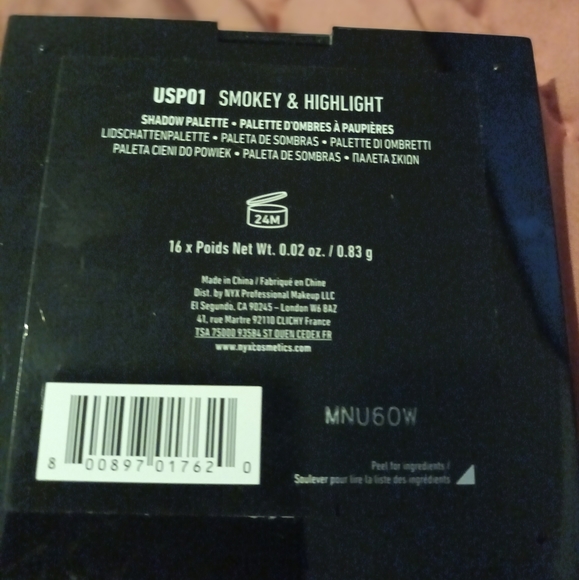 USP01 SMOKEY & HIGHLIGHT
SHADOW PALETTE • PALETTE D'OMBRES À PAUPIÈRES
LIDSCHATTENPALETTE • PALETA DE SOMBRAS • PALETTE DI OMBRETTI
PALETA CIENI DO POWIEK • PALETA DE SOMBRAS • ΠΑΛΕΤΑ ΣΚΙΩΝ
24M
16 x Poids Net Wt. 0.02 oz. / 0.83 g
Made in China / Fabriqué en Chine
Dist. by NYX Professional Makeup LLC
El Segundo, CA 90245 – London W6 8AZ
41, rue Martre 92110 CLICHY France
TSA 75000 93584 ST OUEN CEDEX FR
www.nyxcosmetics.com
MNU60W
8 00897 01762 0
Peel for ingredients /
Soulever pour lire la liste des ingrédients